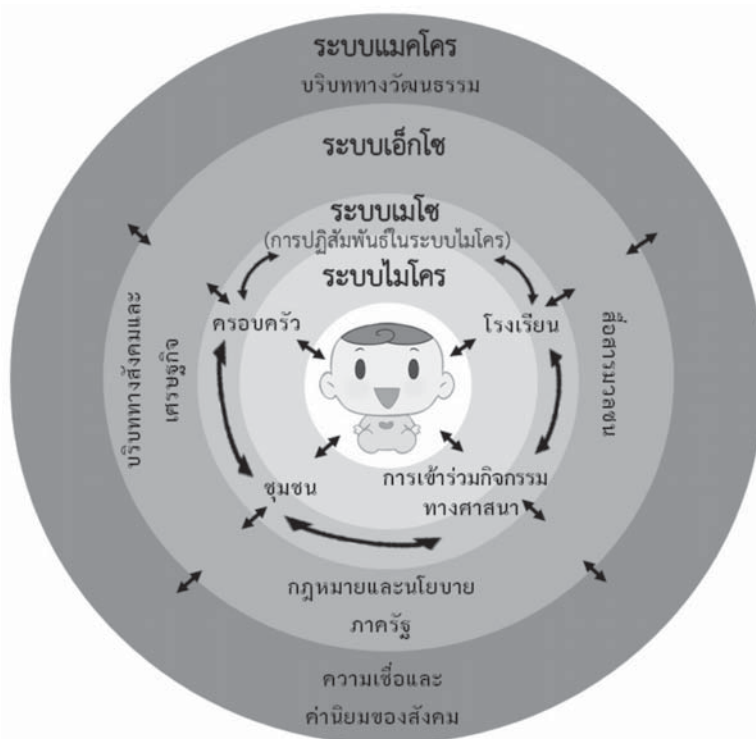 ระบบแมคโคร
บริบททางวัฒนธรรม
ระบบเอ็กโซ
ระบบเมโซ
(การปฏิสัมพันธ์ในระบบไมโคร)
ระบบไมโคร
ครอบครัว
โรงเรียน
บริบททางสังคมและ
เศรษฐกิจ
สื่อสารมวลชน
ชุมชน
การเข้าร่วมกิจกรรม
ทางศาสนา
กฎหมายและนโยบาย
ภาครัฐ
ความเชื่อและ
ค่านิยมของสังคม